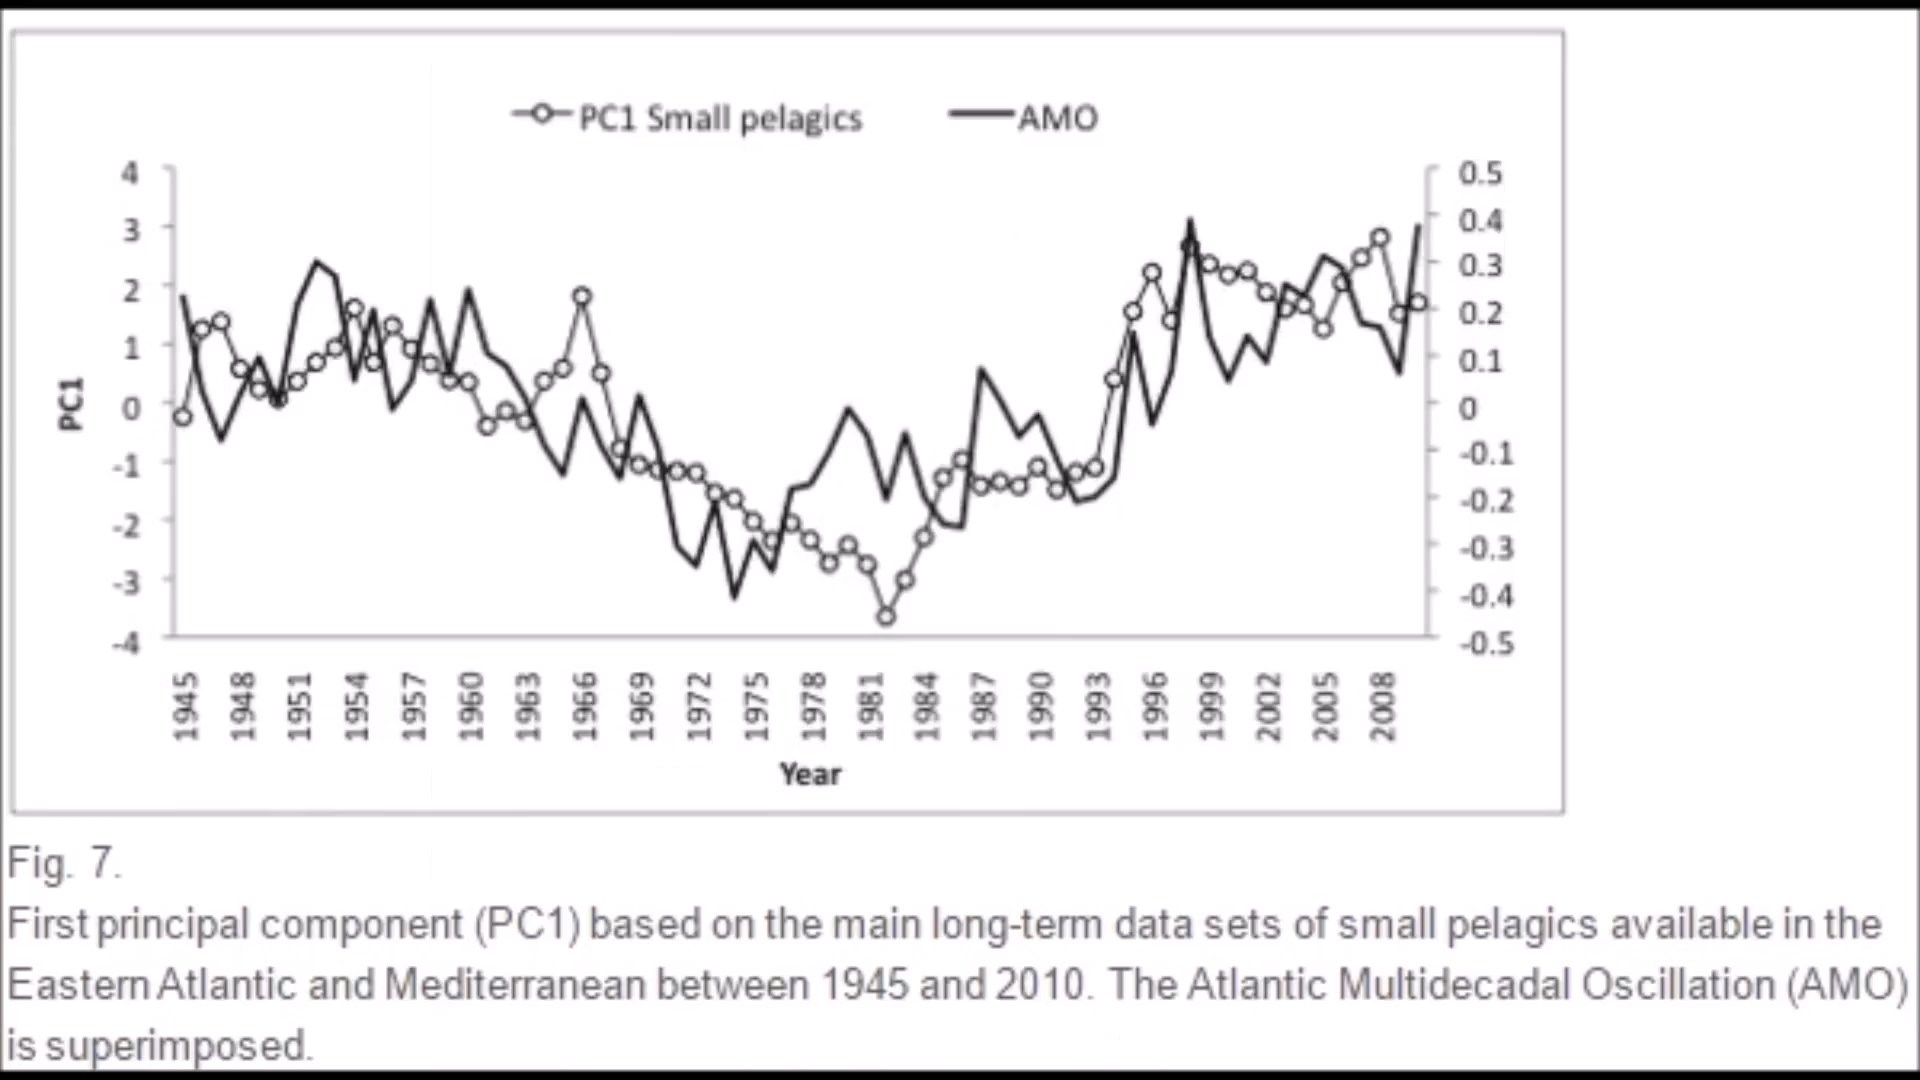 PC1 Small pelagics AMO
4 0.5
3 0.4
2 0.3
1 0.2
0 0.1
-1 0
-2 -0.1
-3 -0.2
-4 -0.3
-0.4
-0.5
PC1
1945 1948 1951 1954 1957 1960 1963 1966 1969 1972 1975 1978 1981 1984 1987 1990 1993 1996 1999 2002 2005 2008
Year
Fig. 7.
First principal component (PC1) based on the main long-term data sets of small pelagics available in the
Eastern Atlantic and Mediterranean between 1945 and 2010. The Atlantic Multidecadal Oscillation (AMO)
is superimposed.